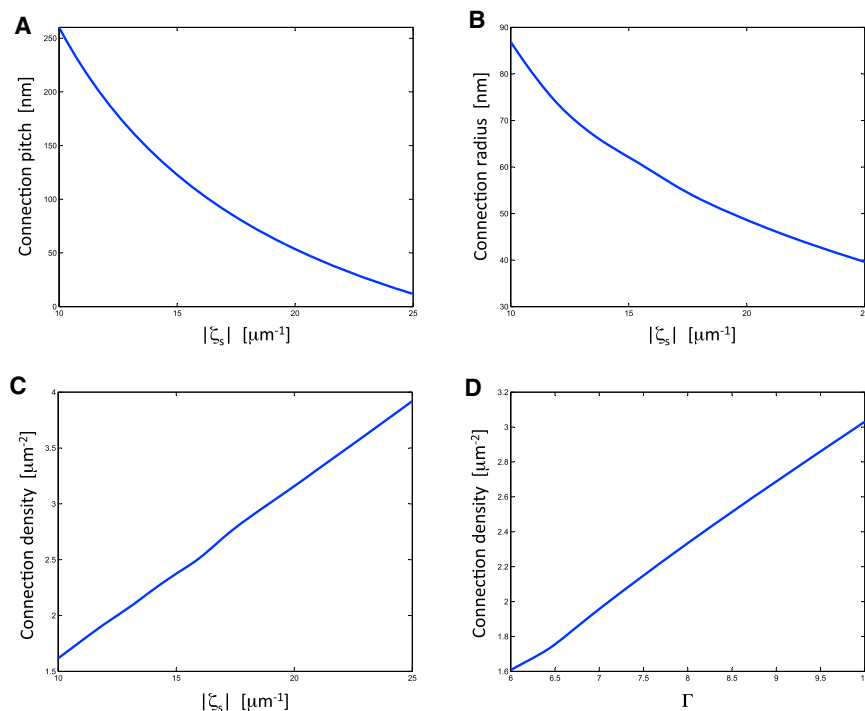 A
Connection pitch [nm]
250
200
150
100
50
0
10 15 20 25
|ζs| [μm-1]
B
Connection radius [nm]
90
80
70
60
50
40
30
10 15 20
|ζs| [μm-1]
C
Connection density [μm-2]
4
3.5
3
2.5
2
1.5
10 15 20 25
|ζs| [μm-1]
D
Connection density [μm-2]
3.2
3
2.8
2.6
2.4
2.2
2
1.8
1.6
6 6.5 7 7.5 8 8.5 9 9.5
Γ